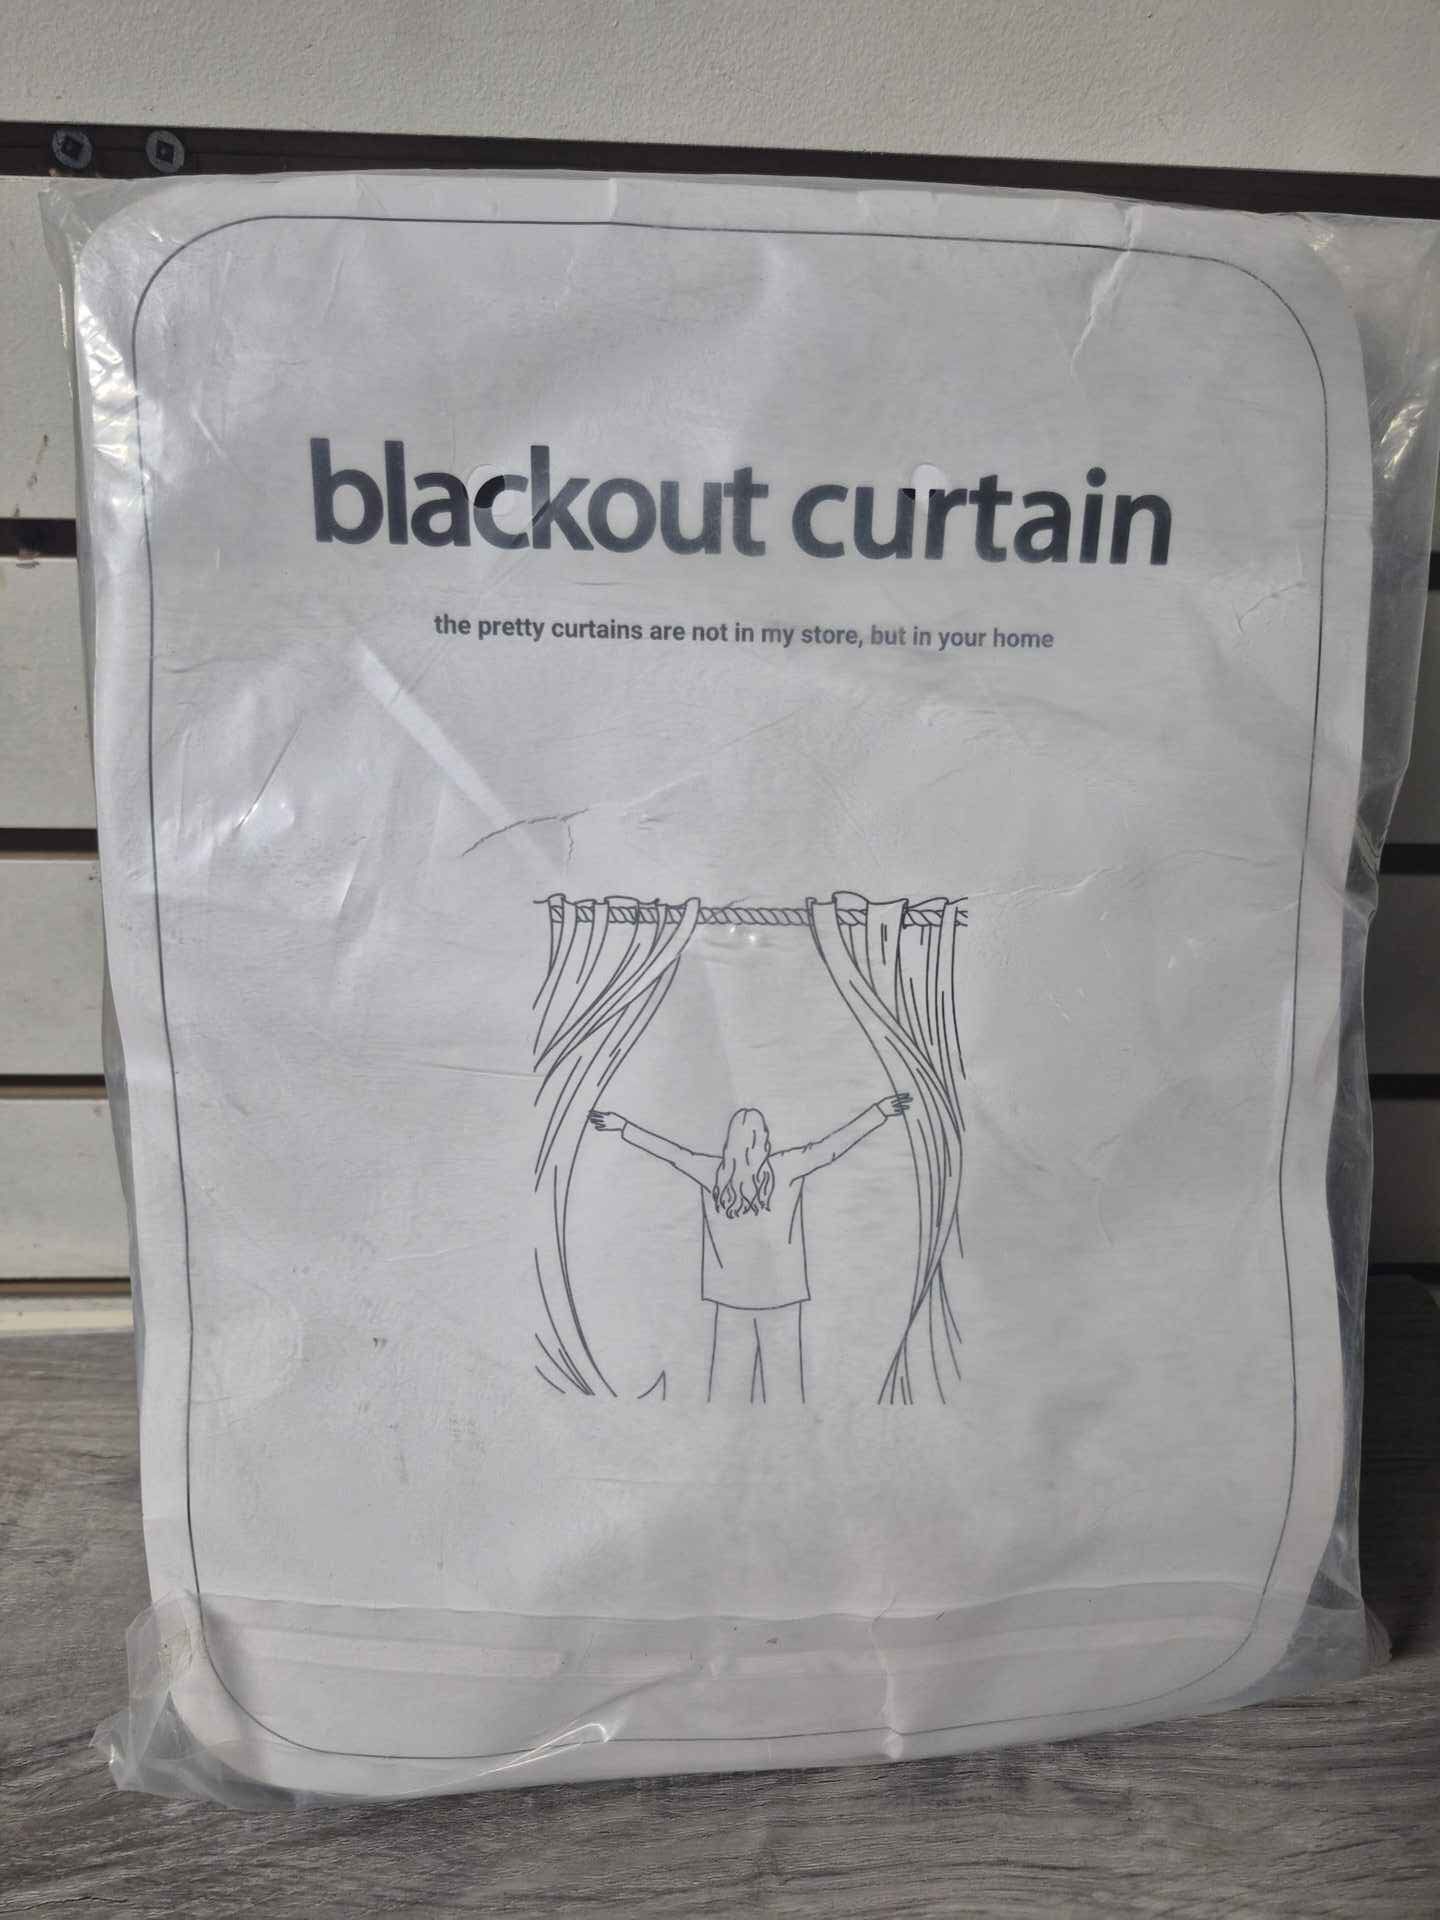 blackout curtain
the pretty curtains are not in my store, but in your home